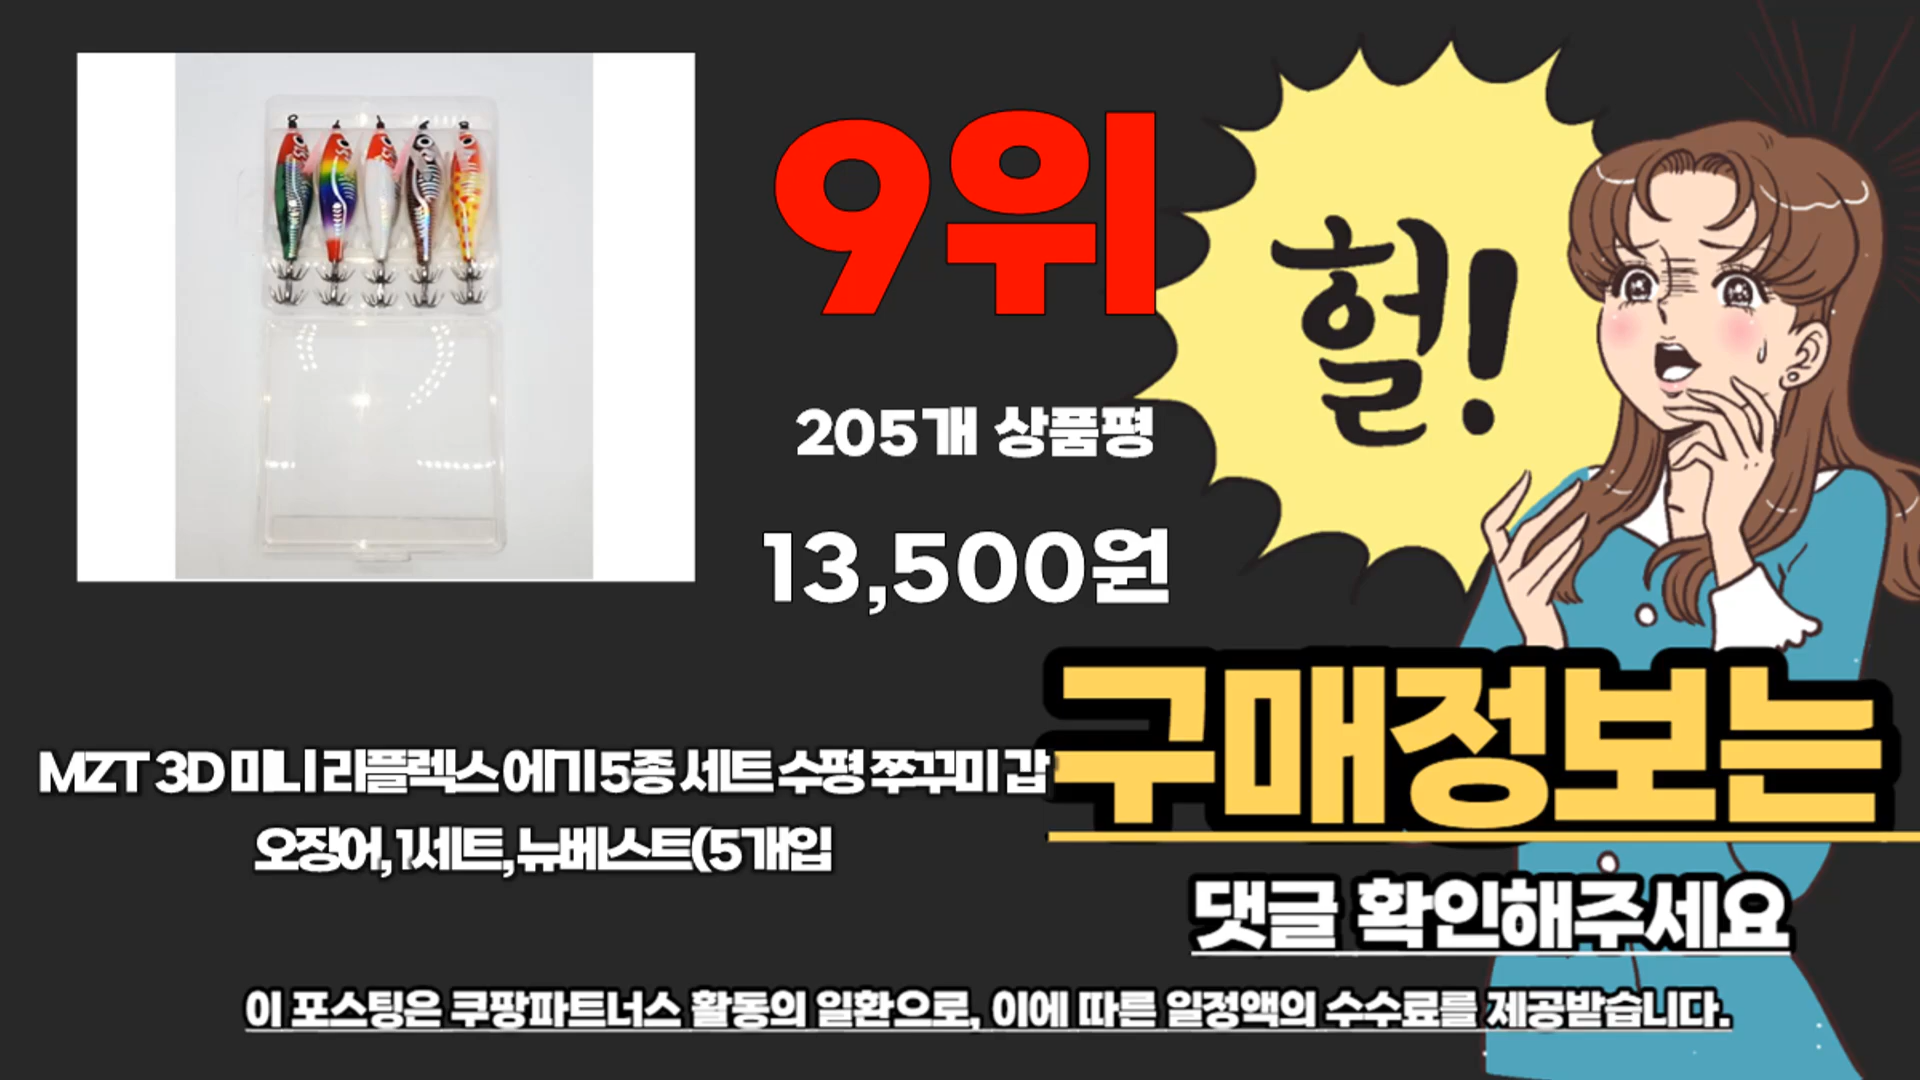 9위
헐!
205개 상품평
13,500원
구매정보는
MZT 3D 미니 리플렉스 에기 5종 세트 수평 쭈꾸미 갑
오징어, 1세트, 뉴베스트(5개입
댓글 확인해주세요
이 포스팅은 쿠팡파트너스 활동의 일환으로, 이에 따른 일정액의 수수료를 제공받습니다.